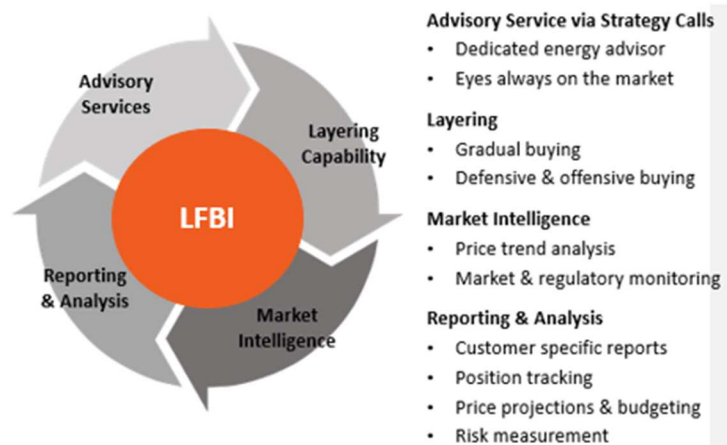 Advisory
Services
Layering
Capability
LFBI
Reporting
& Analysis
Market
Intelligence
Advisory Service via Strategy Calls
• Dedicated energy advisor
• Eyes always on the market
Layering
• Gradual buying
• Defensive & offensive buying
Market Intelligence
• Price trend analysis
• Market & regulatory monitoring
Reporting & Analysis
• Customer specific reports
• Position tracking
• Price projections & budgeting
• Risk measurement